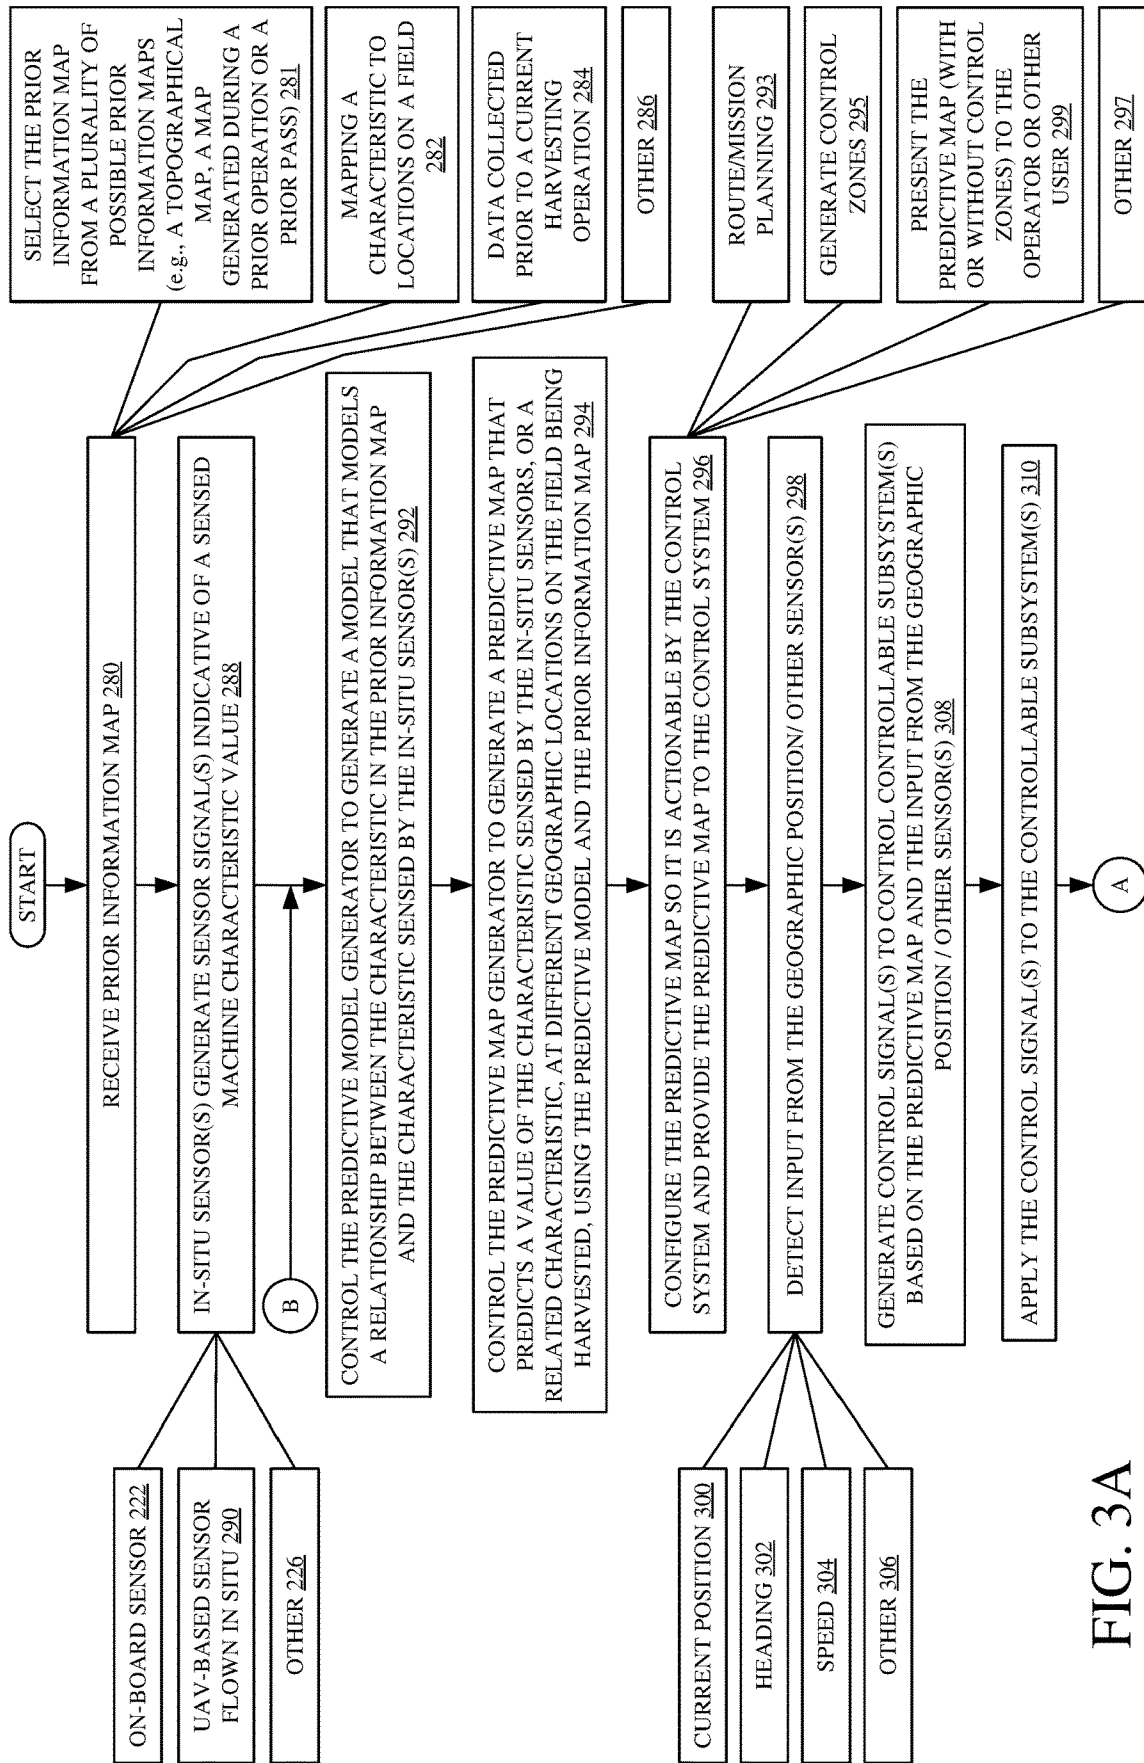 START
RECEIVE PRIOR INFORMATION MAP 280
SELECT THE PRIOR
INFORMATION MAP
FROM A PLURALITY OF
POSSIBLE PRIOR
INFORMATION MAPS
(e.g., A TOPOGRAPHICAL
MAP, A MAP
GENERATED DURING A
PRIOR OPERATION OR A
PRIOR PASS) 281
MAPPING A
CHARACTERISTIC TO
LOCATIONS ON A FIELD
282
DATA COLLECTED
PRIOR TO A CURRENT
HARVESTING
OPERATION 284
OTHER 286
IN-SITU SENSOR(S) GENERATE SENSOR SIGNAL(S) INDICATIVE OF A SENSED
MACHINE CHARACTERISTIC VALUE 288
ON-BOARD SENSOR 222
UAV-BASED SENSOR
FLOWN IN SITU 290
OTHER 226
B
CONTROL THE PREDICTIVE MODEL GENERATOR TO GENERATE A MODEL THAT MODELS
A RELATIONSHIP BETWEEN THE CHARACTERISTIC IN THE PRIOR INFORMATION MAP
AND THE CHARACTERISTIC SENSED BY THE IN-SITU SENSOR(S) 292
CONTROL THE PREDICTIVE MAP GENERATOR TO GENERATE A PREDICTIVE MAP THAT
PREDICTS A VALUE OF THE CHARACTERISTIC SENSED BY THE IN-SITU SENSORS, OR A
RELATED CHARACTERISTIC, AT DIFFERENT GEOGRAPHIC LOCATIONS ON THE FIELD BEING
HARVESTED, USING THE PREDICTIVE MODEL AND THE PRIOR INFORMATION MAP 294
CONFIGURE THE PREDICTIVE MAP SO IT IS ACTIONABLE BY THE CONTROL
SYSTEM AND PROVIDE THE PREDICTIVE MAP TO THE CONTROL SYSTEM 296
ROUTE/MISSION
PLANNING 293
GENERATE CONTROL
ZONES 295
PRESENT THE
PREDICTIVE MAP (WITH
OR WITHOUT CONTROL
ZONES) TO THE
OPERATOR OR OTHER
USER 299
OTHER 297
DETECT INPUT FROM THE GEOGRAPHIC POSITION/ OTHER SENSOR(S) 298
CURRENT POSITION 300
HEADING 302
SPEED 304
OTHER 306
GENERATE CONTROL SIGNAL(S) TO CONTROL CONTROLLABLE SUBSYSTEM(S)
BASED ON THE PREDICTIVE MAP AND THE INPUT FROM THE GEOGRAPHIC
POSITION / OTHER SENSOR(S) 308
APPLY THE CONTROL SIGNAL(S) TO THE CONTROLLABLE SUBSYSTEM(S) 310
A
FIG. 3A